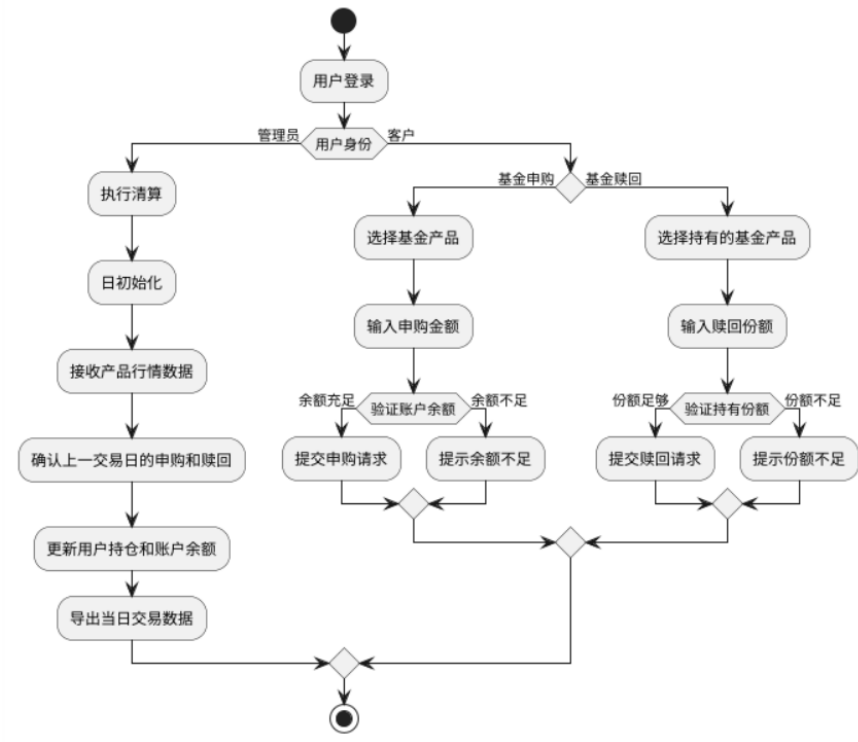 用户登录
管理员
用户身份
客户
执行清算
基金申购
基金赎回
选择基金产品
选择持有的基金产品
日初始化
输入申购金额
输入赎回份额
接收产品行情数据
余额充足
验证账户余额
余额不足
份额足够
验证持有份额
份额不足
确认上一交易日的申购和赎回
提交申购请求
提示余额不足
提交赎回请求
提示份额不足
更新用户持仓和账户余额
导出当日交易数据